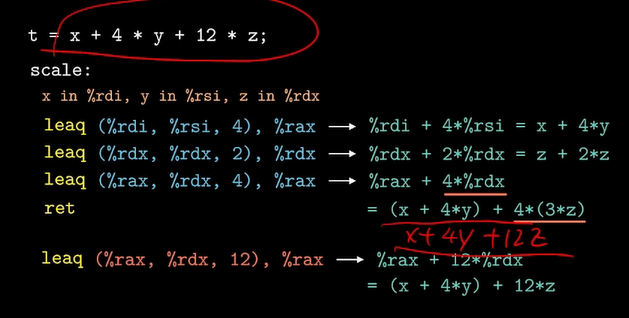 t = x + 4 * y + 12 * z;
scale:
x in %rdi, y in %rsi, z in %rdx
leaq (%rdi, %rsi, 4), %rax ⟶ %rdi + 4*%rsi = x + 4*y
leaq (%rdx, %rdx, 2), %rdx ⟶ %rdx + 2*%rdx = z + 2*z
leaq (%rax, %rdx, 4), %rax ⟶ %rax + 4*%rdx
ret = (x + 4*y) + 4*(3*z)
x+4y+12z
leaq (%rax, %rdx, 12), %rax ⟶ %rax + 12*%rdx
= (x + 4*y) + 12*z